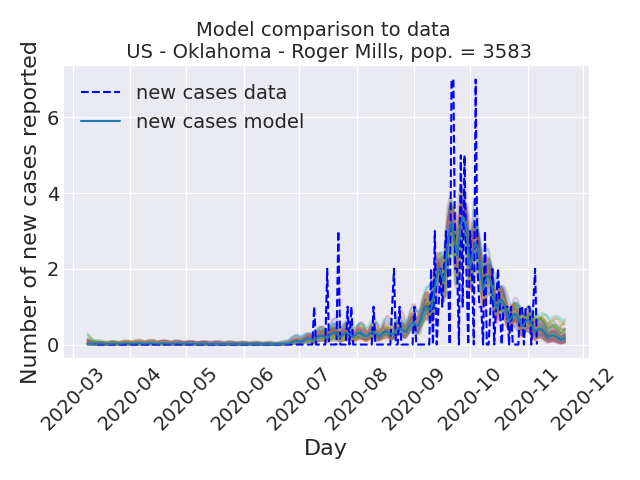 Model comparison to data
US - Oklahoma - Roger Mills, pop. = 3583
new cases data
new cases model
Number of new cases reported
6
4
2
0
2020-03
2020-04
2020-05
2020-06
2020-07
2020-08
2020-09
2020-10
2020-11
2020-12
Day